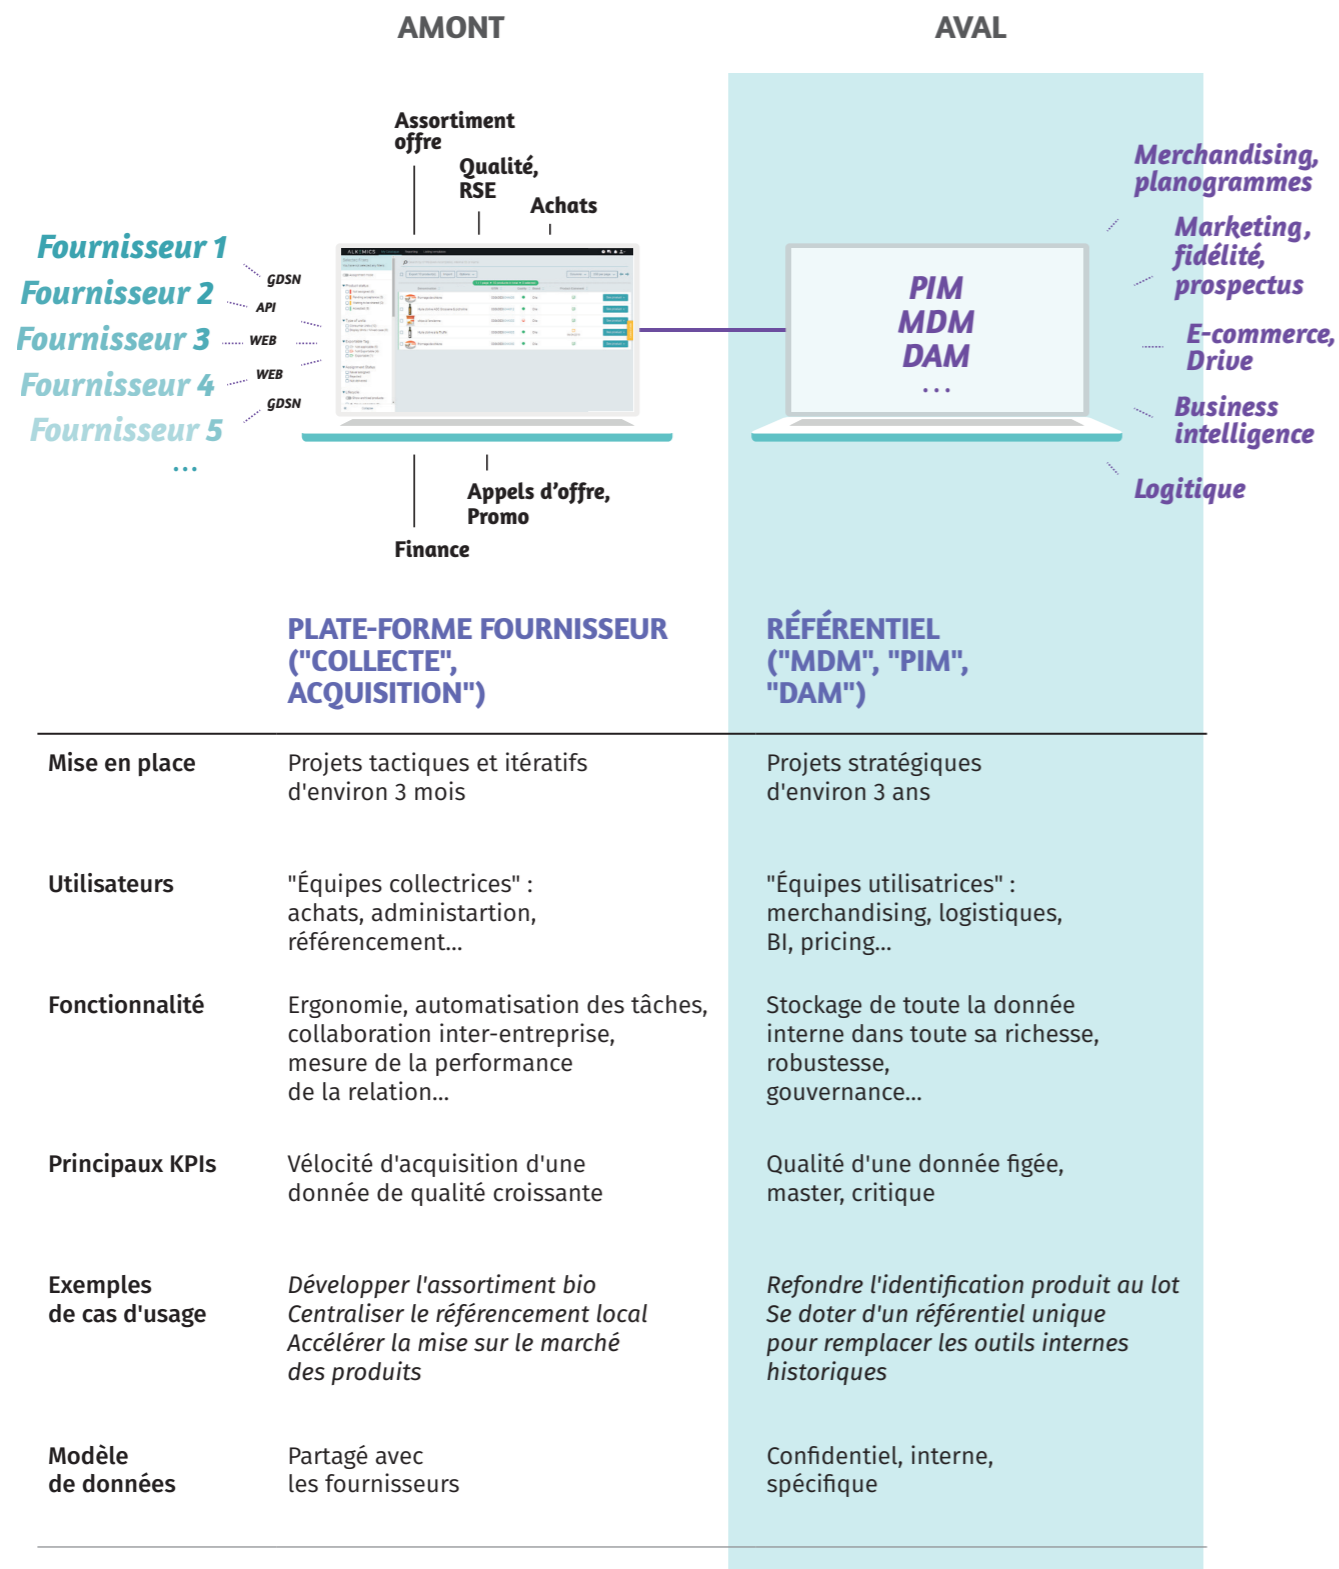 AMONT
AVAL
Assortiment
offre
Qualité,
RSE
Achats
Fournisseur 1
Fournisseur 2
Fournisseur 3
Fournisseur 4
Fournisseur 5
...
GDSN
API
WEB
WEB
GDSN
ALKEMICS
PIM
MDM
DAM
...
Merchandising,
planogrammes
Marketing,
fidélité,
prospectus
E-commerce,
Drive
Business
intelligence
Logitique
Appels d’offre,
Promo
Finance
PLATE-FORME FOURNISSEUR
("COLLECTE",
ACQUISITION")
RÉFÉRENTIEL
("MDM", "PIM",
"DAM")
Mise en place
Projets tactiques et itératifs
d'environ 3 mois
Projets stratégiques
d'environ 3 ans
Utilisateurs
"Équipes collectrices" :
achats, administartion,
référencement...
"Équipes utilisatrices" :
merchandising, logistiques,
BI, pricing...
Fonctionnalité
Ergonomie, automatisation des tâches,
collaboration inter-entreprise,
mesure de la performance
de la relation...
Stockage de toute la donnée
interne dans toute sa richesse,
robustesse,
gouvernance...
Principaux KPIs
Vélocité d'acquisition d'une
donnée de qualité croissante
Qualité d'une donnée figée,
master, critique
Exemples
de cas d'usage
Développer l'assortiment bio
Centraliser le référencement local
Accélérer la mise sur le marché
des produits
Refondre l'identification produit au lot
Se doter d'un référentiel unique
pour remplacer les outils internes
historiques
Modèle
de données
Partagé avec
les fournisseurs
Confidentiel, interne,
spécifique